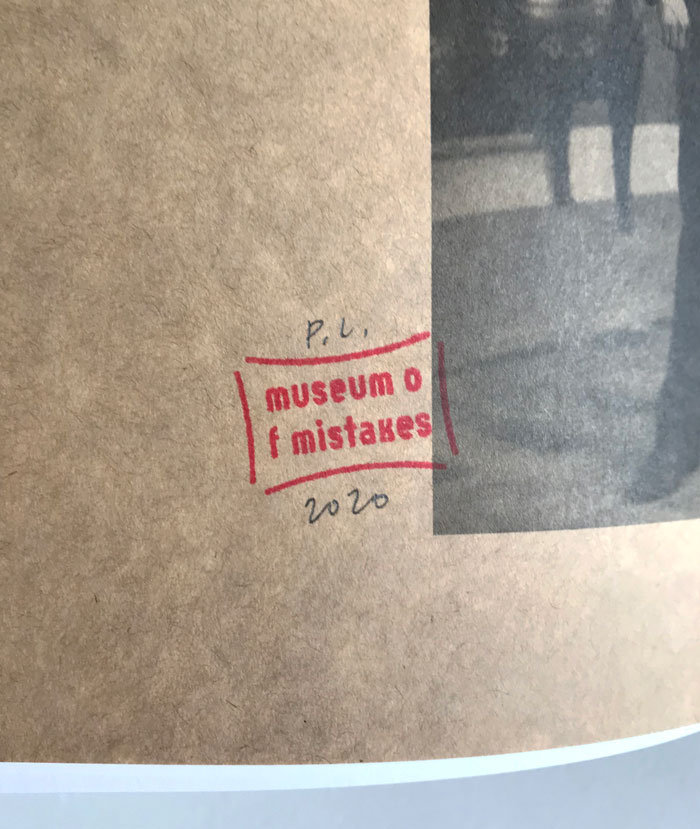 P. L.
museum o
f mistakes
2020